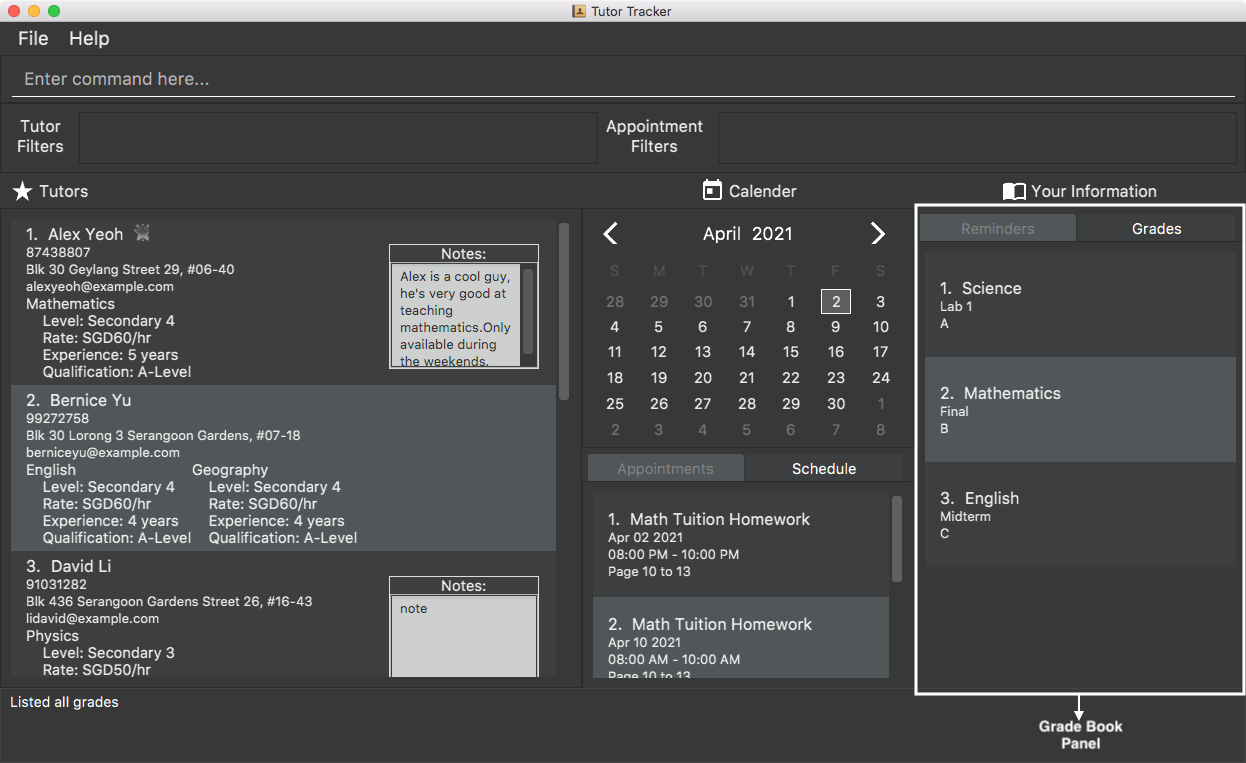 Tutor Tracker
File Help
Enter command here...
Tutor
Filters
Appointment
Filters
Tutors
1. Alex Yeoh
87438807
Blk 30 Geylang Street 29, #06-40
alexyeoh@example.com
Mathematics
Level: Secondary 4
Rate: SGD60/hr
Experience: 5 years
Qualification: A-Level
Notes:
Alex is a cool guy,
he's very good at
teaching
mathematics.Only
available during
the weekends.
2. Bernice Yu
99272758
Blk 30 Lorong 3 Serangoon Gardens, #07-18
berniceyu@example.com
English Geography
Level: Secondary 4 Level: Secondary 4
Rate: SGD60/hr Rate: SGD60/hr
Experience: 4 years Experience: 4 years
Qualification: A-Level Qualification: A-Level
3. David Li
91031282
Blk 436 Serangoon Gardens Street 26, #16-43
lidavid@example.com
Physics
Level: Secondary 3
Rate: SGD50/hr
Notes:
note
Calender
April 2021
S M T W T F S
28 29 30 31 1 2 3
4 5 6 7 8 9 10
11 12 13 14 15 16 17
18 19 20 21 22 23 24
25 26 27 28 29 30 1
2 3 4 5 6 7 8
Appointments Schedule
1. Math Tuition Homework
Apr 02 2021
08:00 PM - 10:00 PM
Page 10 to 13
2. Math Tuition Homework
Apr 10 2021
08:00 AM - 10:00 AM
Page 10 to 13
Your Information
Reminders Grades
1. Science
Lab 1
A
2. Mathematics
Final
B
3. English
Midterm
C
Listed all grades
Grade Book
Panel